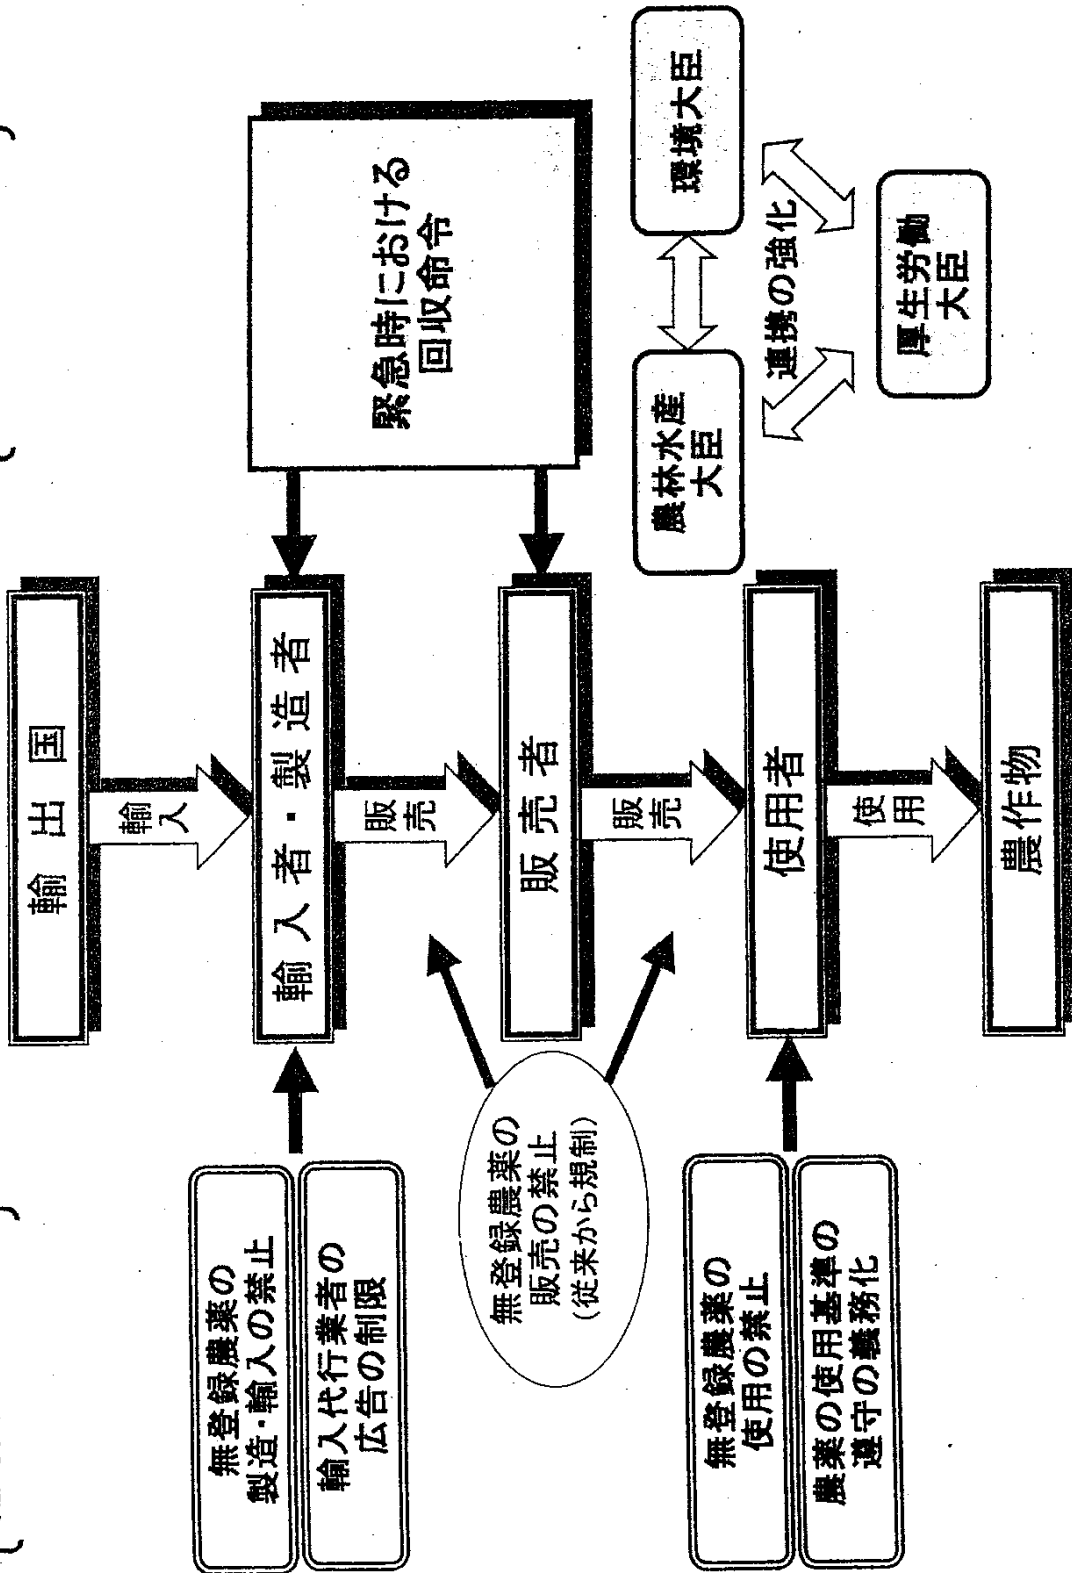 輸出国
輸入
輸入者・製造者
販売
販売者
販売
使用者
使用
農作物
無登録農薬の
製造・輸入の禁止
輸入代行業者の
広告の制限
無登録農薬の
販売の禁止
(従来から規制)
無登録農薬の
使用の禁止
農薬の使用基準の
遵守の義務化
緊急時における
回収命令
農林水産
大臣
環境大臣
連携の強化
厚生労働
大臣